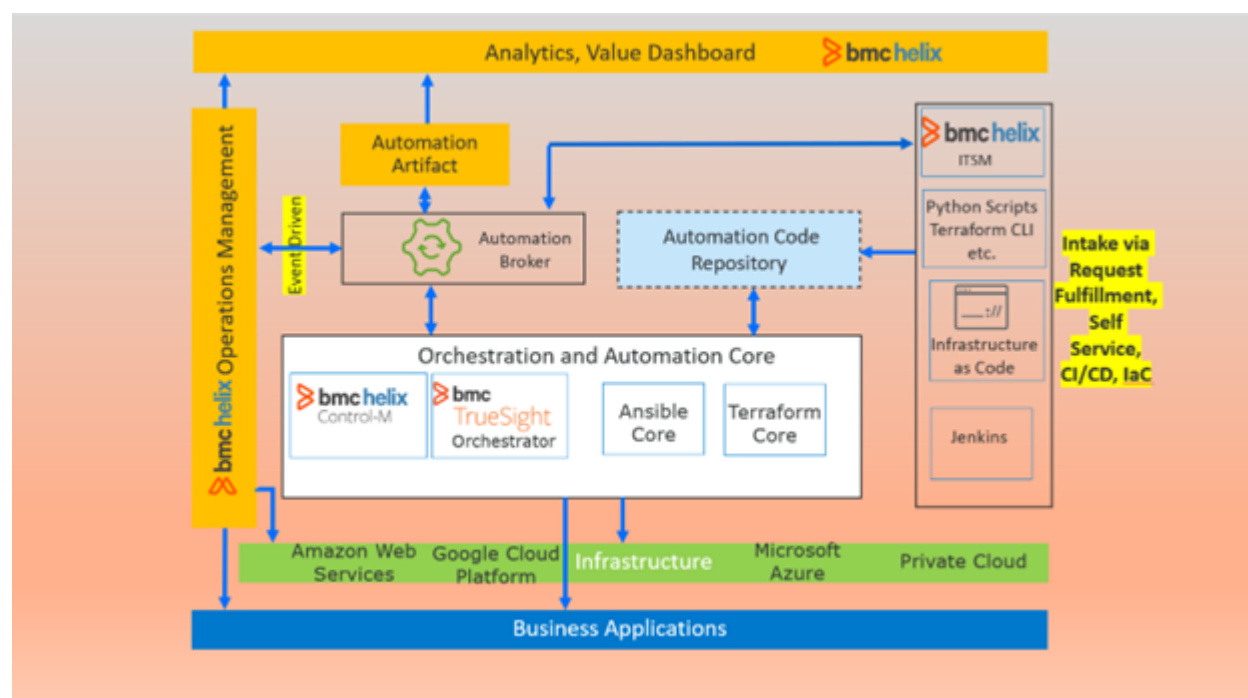 Analytics, Value Dashboard
bmc helix
bmc helix Operations Management
Automation
Artifact
Event Driven
Automation
Broker
Automation Code
Repository
bmc helix
ITSM
Python Scripts
Terraform CLI
etc.
Infrastructure
as Code
Jenkins
Intake via
Request
Fulfillment,
Self
Service,
CI/CD, IaC
Orchestration and Automation Core
bmc helix
Control-M
bmc
TrueSight
Orchestrator
Ansible
Core
Terraform
Core
Amazon Web
Services
Google Cloud
Platform
Infrastructure
Microsoft
Azure
Private Cloud
Business Applications